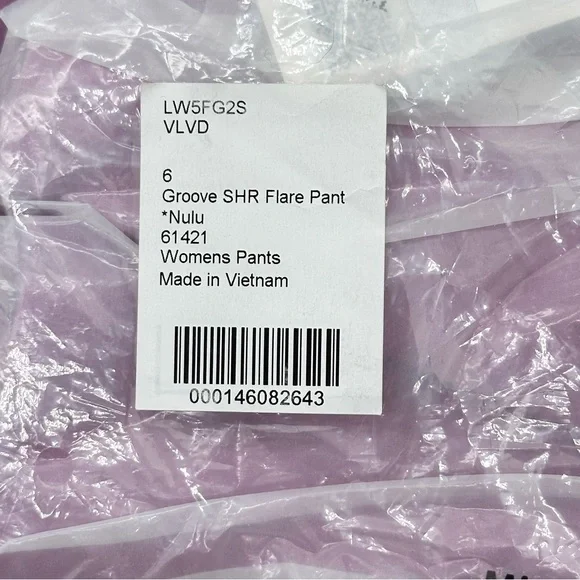 LW5FG2S
VLVD
6
Groove SHR Flare Pant
*Nulu
61421
Womens Pants
Made in Vietnam
000146082643